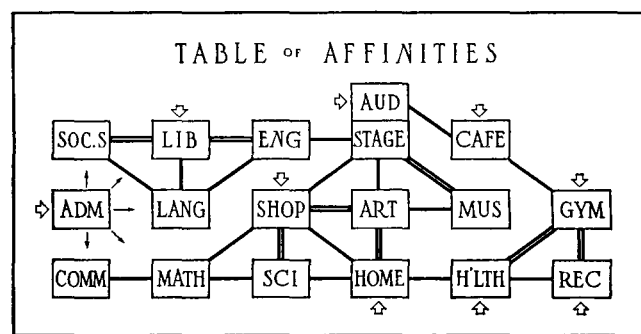 TABLE OF AFFINITIES
AUD
SOC.S LIB ENG STAGE CAFE
ADM LANG SHOP ART MUS GYM
COMM MATH SCI HOME H'LTH REC